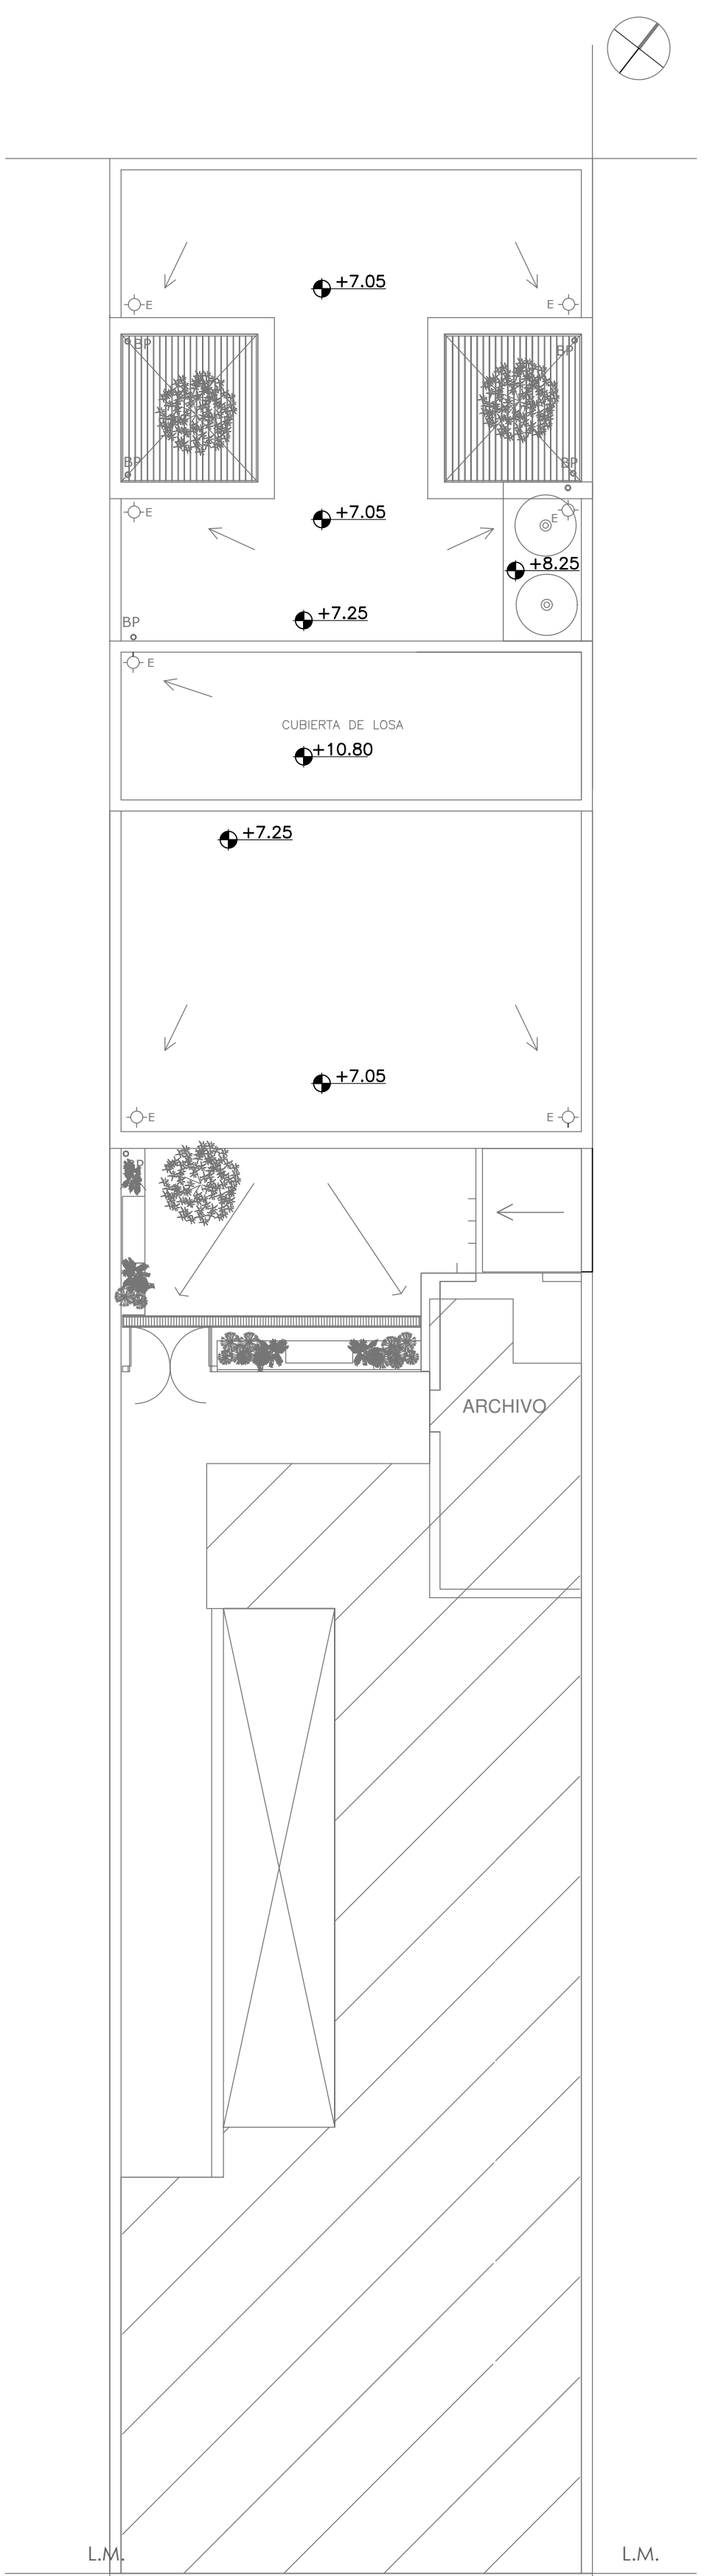 +7.05
E E
BP BP
BP BP
E +7.05 E
+8.25
+7.25
BP
E
CUBIERTA DE LOSA
+10.80
+7.25
+7.05
E E
ARCHIVO
L.M. L.M.